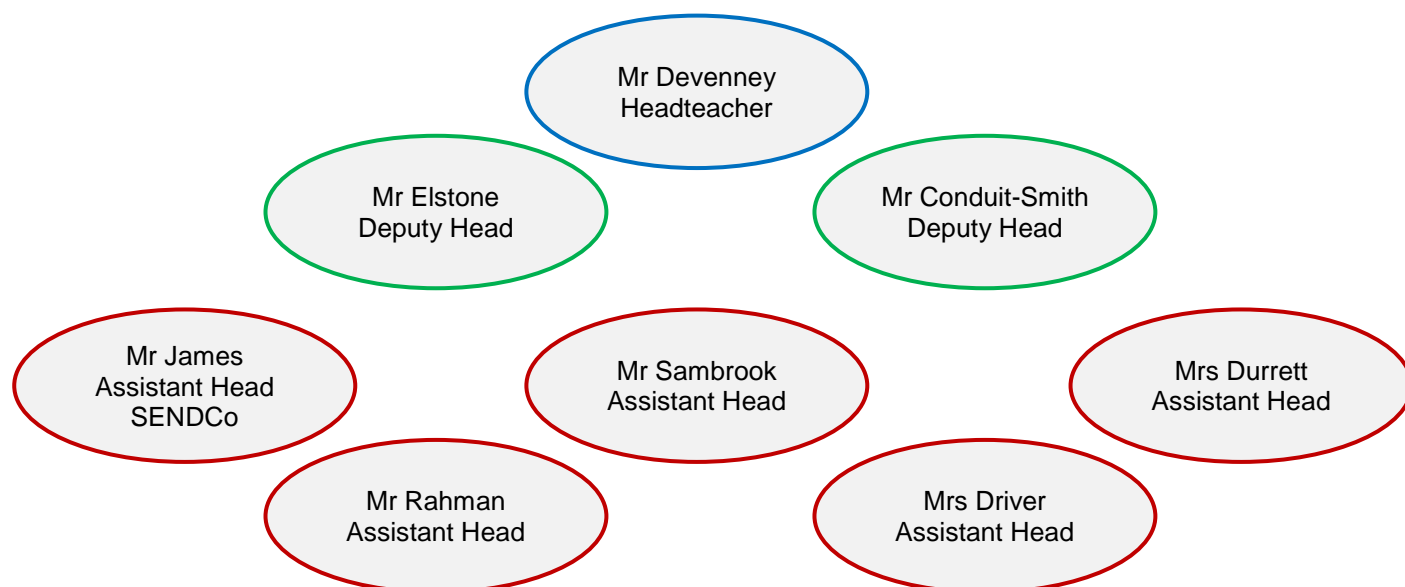 Mr Devenney
Headteacher
Mr Elstone
Deputy Head
Mr Conduit-Smith
Deputy Head
Mr James
Assistant Head
SENDCo
Mr Sambrook
Assistant Head
Mrs Durrett
Assistant Head
Mr Rahman
Assistant Head
Mrs Driver
Assistant Head